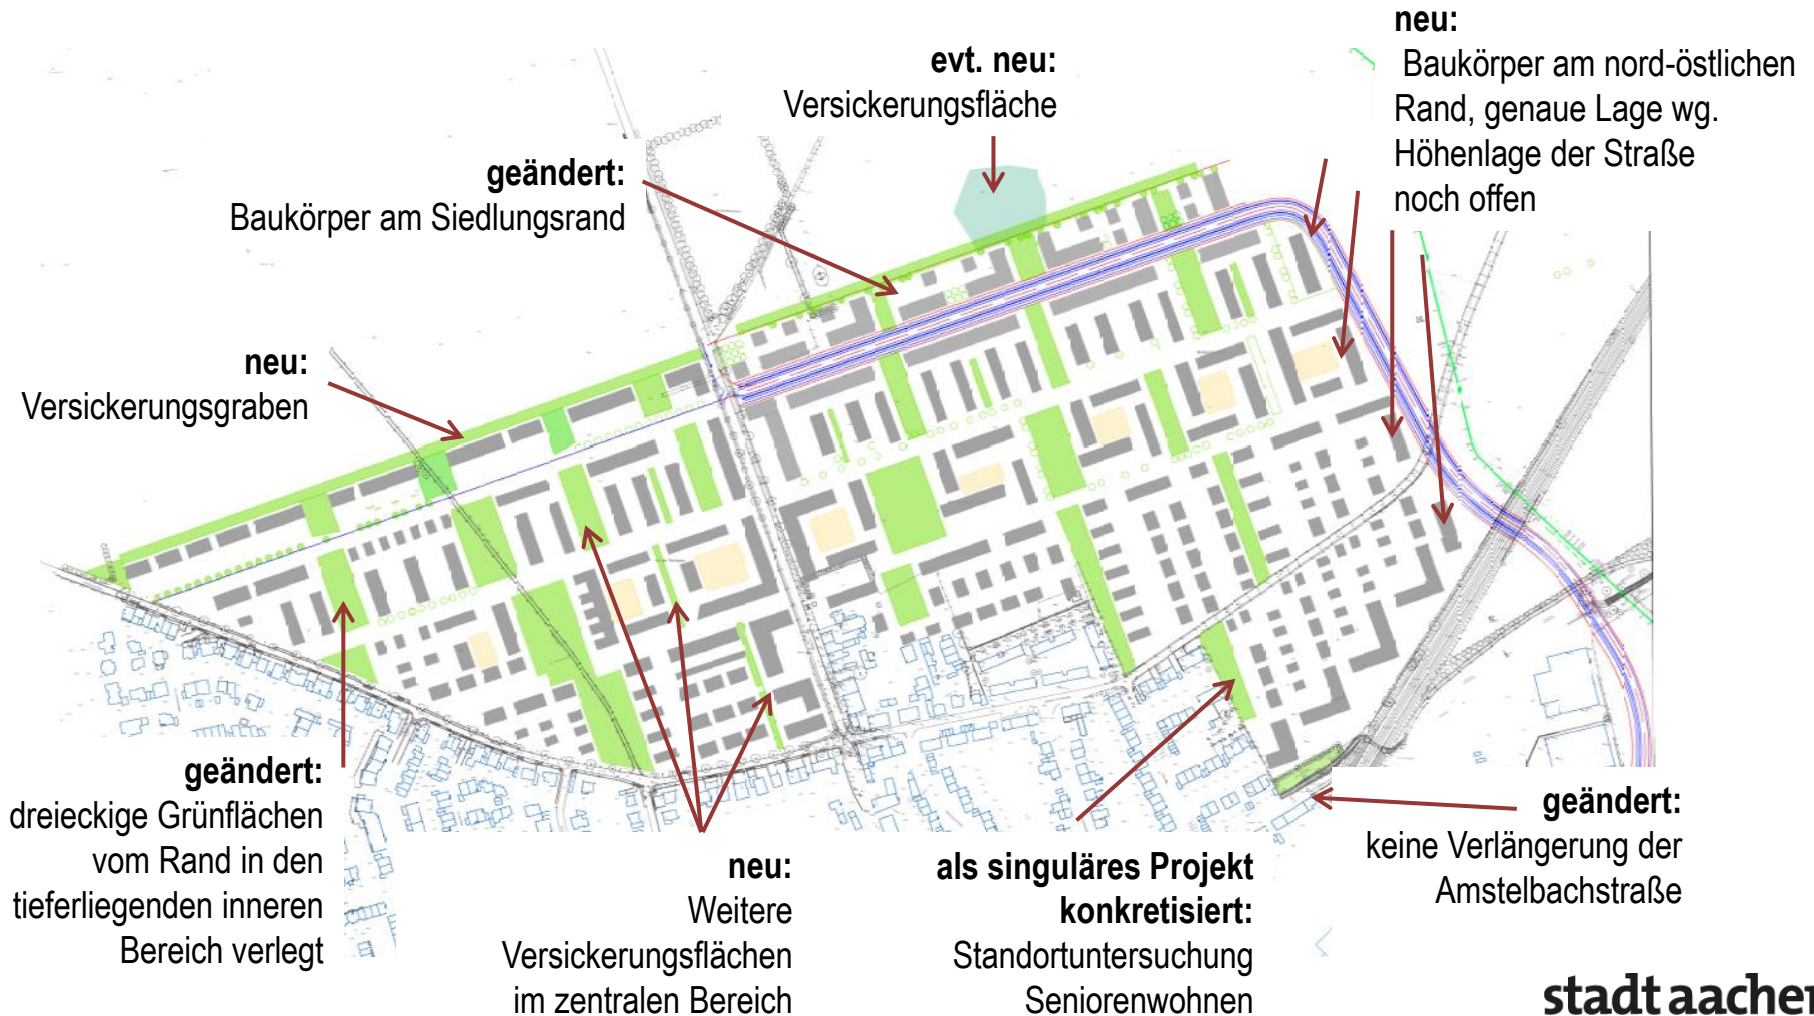 neu:
Baukörper am nord-östlichen
Rand, genaue Lage wg.
Höhenlage der Straße
noch offen
evt. neu:
Versickerungsfläche
geändert:
Baukörper am Siedlungsrand
neu:
Versickerungsgraben
geändert:
dreieckige Grünflächen
vom Rand in den
tieferliegenden inneren
Bereich verlegt
neu:
Weitere
Versickerungsflächen
im zentralen Bereich
als singuläres Projekt
konkretisiert:
Standortuntersuchung
Seniorenwohnen
geändert:
keine Verlängerung der
Amstelbachstraße
stadt aachen